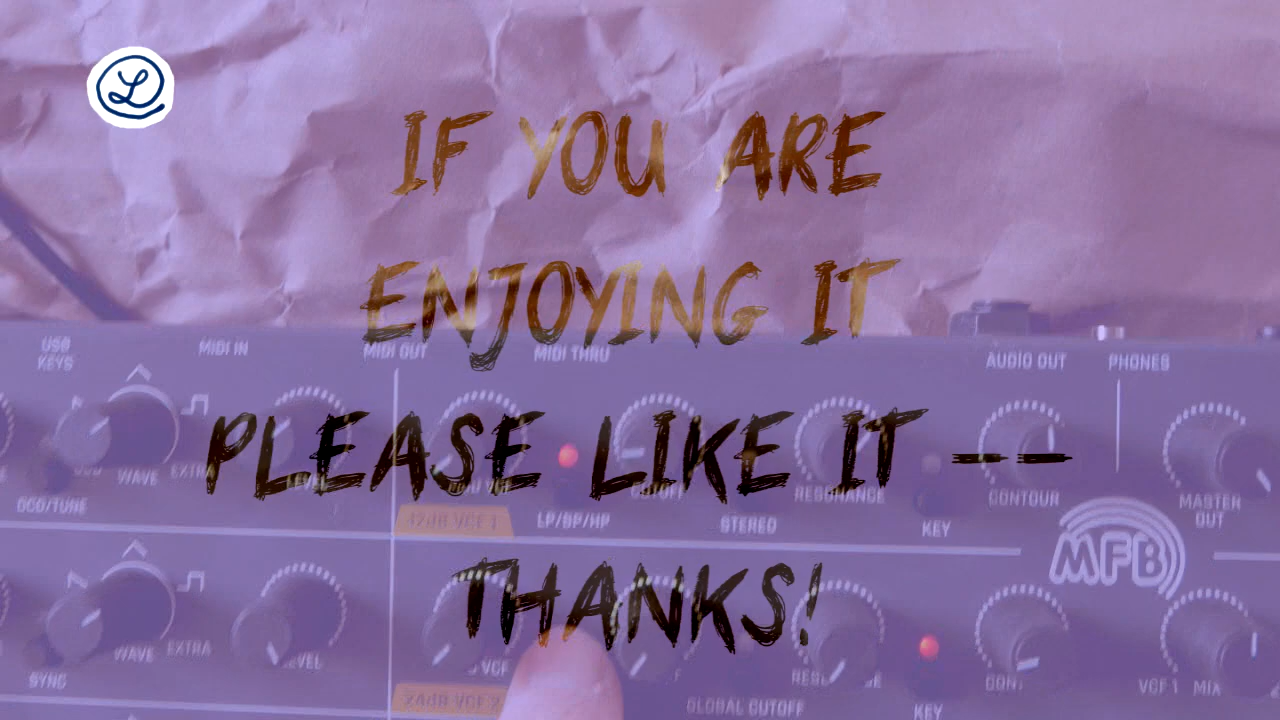 L
IF YOU ARE
ENJOYING IT
PLEASE LIKE IT --
THANKS!
USB KEYS
MIDI IN
MIDI OUT
MIDI THRU
AUDIO OUT
PHONES
WAVE
EXTRA
LEVEL
CUTOFF
RESONANCE
CONTOUR
MASTER OUT
OCO/TUNE
12dB VCF 1
LP/BP/HP
STEREO
KEY
MFB
WAVE
EXTRA
LEVEL
VCF
VCF 1 MIX
SYNC
24dB VCF 2
GLOBAL CUTOFF
KEY